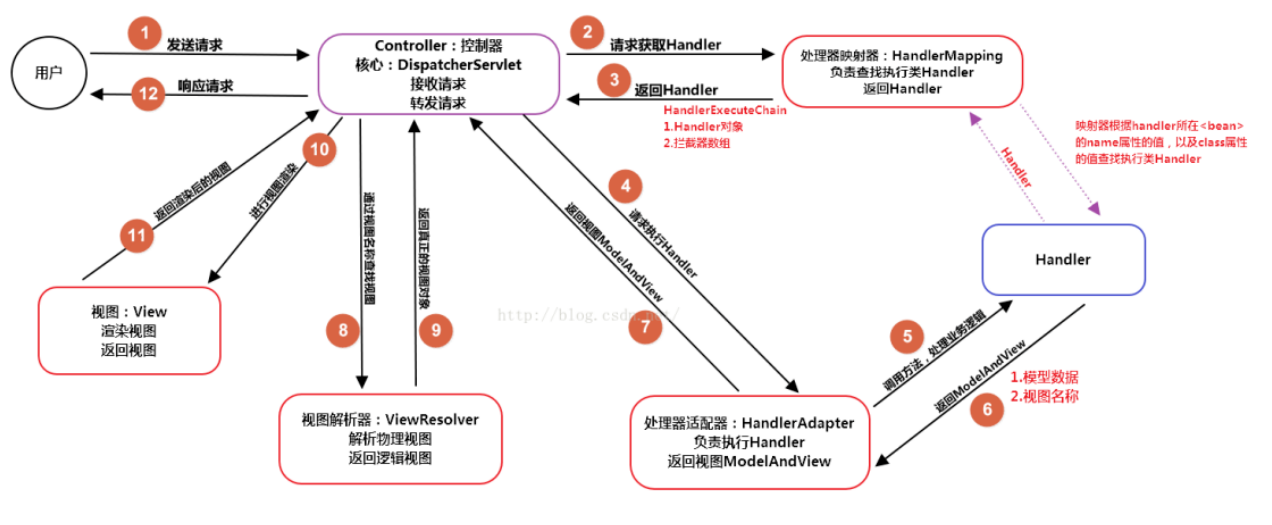 1
发送请求
用户
12
响应请求
Controller：控制器
核心：DispatcherServlet
接收请求
转发请求
2
请求获取Handler
3
返回Handler
HandlerExecuteChain
1.Handler对象
2.拦截器数组
处理器映射器：HandlerMapping
负责查找执行类Handler
返回Handler
映射器根据handler所在<bean>
的name属性的值，以及class属性
的值查找执行类Handler
Handler
Handler
10
进行视图渲染
11
返回渲染后的视图
视图：View
渲染视图
返回视图
8
通过视图名称查找视图
9
返回真正的视图对象
视图解析器：ViewResolver
解析物理视图
返回逻辑视图
4
请求执行Handler
7
返回视图ModelAndView
http://blog.csdn.net/
处理器适配器：HandlerAdapter
负责执行Handler
返回视图ModelAndView
5
调用方法，处理业务逻辑
6
返回ModelAndView
1.模型数据
2.视图名称